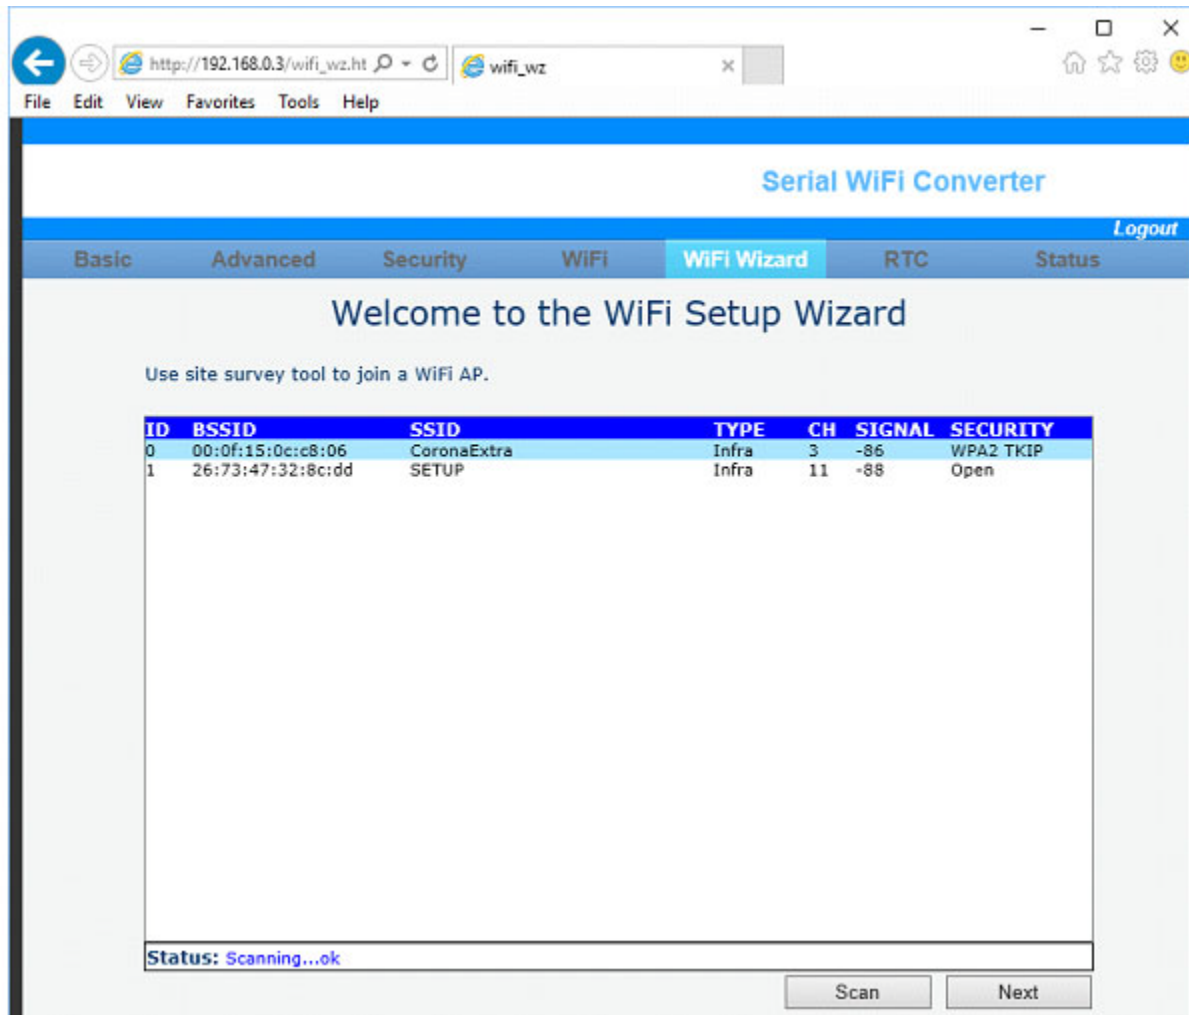 http://192.168.0.3/wifi_wz.ht wifi_wz
File Edit View Favorites Tools Help
Serial WiFi Converter
Logout
Basic Advanced Security WiFi WiFi Wizard RTC Status
Welcome to the WiFi Setup Wizard
Use site survey tool to join a WiFi AP.
ID BSSID SSID TYPE CH SIGNAL SECURITY
0 00:0f:15:0c:c8:06 CoronaExtra Infra 3 -86 WPA2 TKIP
1 26:73:47:32:8c:dd SETUP Infra 11 -88 Open
Status: Scanning...ok
Scan Next